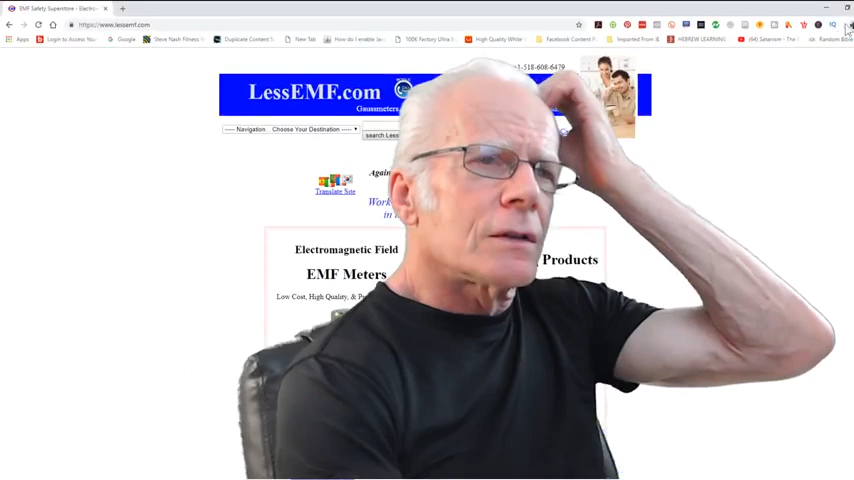 EMF Safety Superstore - Electro
https://www.lessemf.com
Apps
Login to Access You
Google
Steve Nash Fitness
Duplicate Content S
New Tab
How do I enable Jav
100K Factory Ultra
High Quality White
Facebook Content P
Imported From IE
HEBREW LEARNING
(64) Satanism - The
Random
+1-518-608-6479
LessEMF.com
Gaussmeters,
---- Navigation... Choose Your Destination ----
search Less
Again
Translate Site
Work
in
Electromagnetic Field
Products
EMF Meters
Low Cost, High Quality, & P